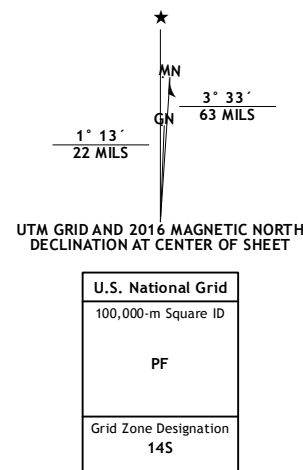 ★
MN
3° 33´
63 MILS
GN
1° 13´
22 MILS
UTM GRID AND 2016 MAGNETIC NORTH
DECLINATION AT CENTER OF SHEET
U.S. National Grid
100,000-m Square ID
PF
Grid Zone Designation
14S